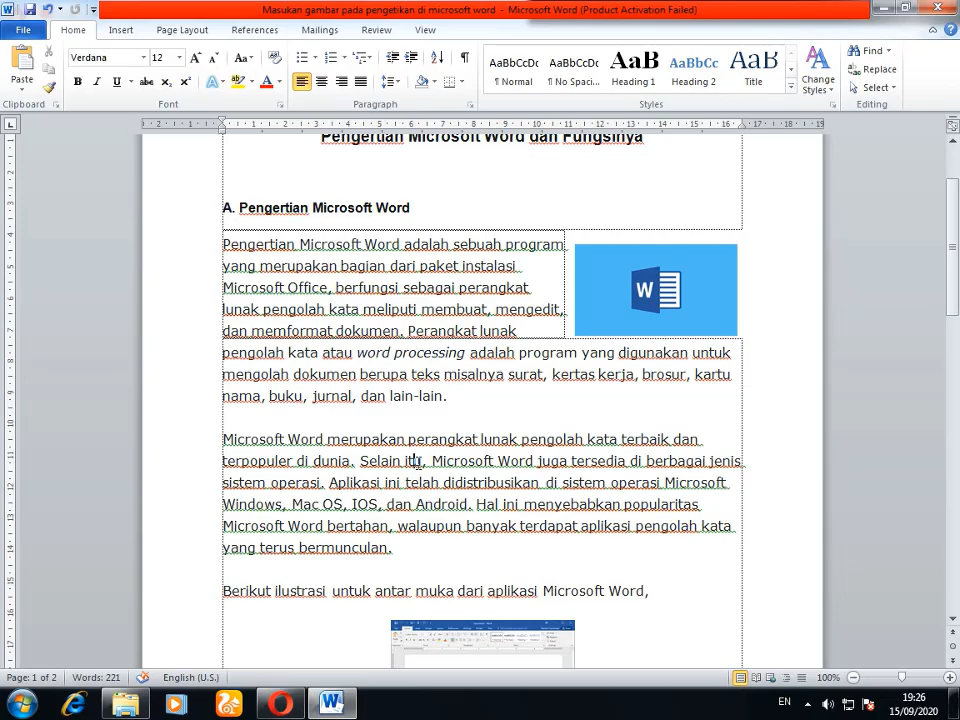 Masukan gambar pada pengetikan di microsoft word - Microsoft Word (Product Activation Failed)
File Home Insert Page Layout References Mailings Review View
Paste
Verdana 12
AaBbCcDc AaBbCcDc AaBbC AaBbCc AaB
¶ Normal ¶ No Spaci... Heading 1 Heading 2 Title
Change Styles
Find
Replace
Select
Clipboard Font Paragraph Styles Editing
Pengertian Microsoft Word dan Fungsinya
A. Pengertian Microsoft Word
Pengertian Microsoft Word adalah sebuah program
yang merupakan bagian dari paket instalasi
Microsoft Office, berfungsi sebagai perangkat
lunak pengolah kata meliputi membuat, mengedit,
dan memformat dokumen. Perangkat lunak
pengolah kata atau word processing adalah program yang digunakan untuk
mengolah dokumen berupa teks misalnya surat, kertas kerja, brosur, kartu
nama, buku, jurnal, dan lain-lain.
Microsoft Word merupakan perangkat lunak pengolah kata terbaik dan
terpopuler di dunia. Selain itu, Microsoft Word juga tersedia di berbagai jenis
sistem operasi. Aplikasi ini telah didistribusikan di sistem operasi Microsoft
Windows, Mac OS, IOS, dan Android. Hal ini menyebabkan popularitas
Microsoft Word bertahan, walaupun banyak terdapat aplikasi pengolah kata
yang terus bermunculan.
Berikut ilustrasi untuk antar muka dari aplikasi Microsoft Word,
Page: 1 of 2 Words: 221 English (U.S.) 100%
EN 19:26
15/09/2020